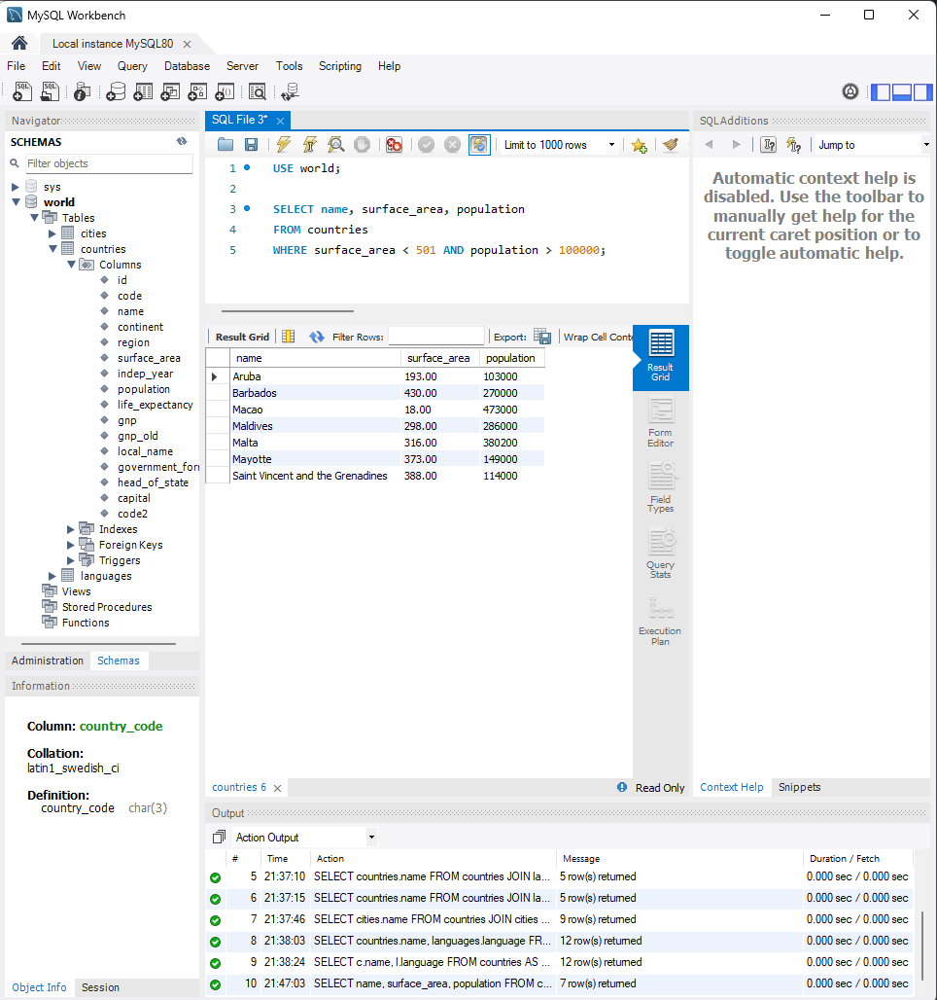 MySQL Workbench
Local instance MySQL80
File Edit View Query Database Server Tools Scripting Help
Navigator
SCHEMAS
Filter objects
sys
world
Tables
cities
countries
Columns
id
code
name
continent
region
surface_area
indep_year
population
life_expectancy
gnp
gnp_old
local_name
government_for
head_of_state
capital
code2
Indexes
Foreign Keys
Triggers
languages
Views
Stored Procedures
Functions
Administration Schemas
Information
Column: country_code
Collation:
latin1_swedish_ci
Definition:
country_code char(3)
Object Info Session
SQL File 3*
Limit to 1000 rows
1 USE world;
2
3 SELECT name, surface_area, population
4 FROM countries
5 WHERE surface_area < 501 AND population > 100000;
Result Grid Filter Rows: Export: Wrap Cell Conte
name surface_area population
Aruba 193.00 103000
Barbados 430.00 270000
Macao 18.00 473000
Maldives 298.00 286000
Malta 316.00 380200
Mayotte 373.00 149000
Saint Vincent and the Grenadines 388.00 114000
Result
Grid
Form
Editor
Field
Types
Query
Stats
Execution
Plan
countries 6 Read Only
SQLAdditions
Jump to
Automatic context help is
disabled. Use the toolbar to
manually get help for the
current caret position or to
toggle automatic help.
Context Help Snippets
Output
Action Output
# Time Action Message Duration / Fetch
5 21:37:10 SELECT countries.name FROM countries JOIN la... 5 row(s) returned 0.000 sec / 0.000 sec
6 21:37:15 SELECT countries.name FROM countries JOIN la... 5 row(s) returned 0.000 sec / 0.000 sec
7 21:37:46 SELECT cities.name FROM countries JOIN cities ... 9 row(s) returned 0.000 sec / 0.000 sec
8 21:38:03 SELECT countries.name, languages.language FR... 12 row(s) returned 0.000 sec / 0.000 sec
9 21:38:24 SELECT c.name, l.language FROM countries AS ... 12 row(s) returned 0.000 sec / 0.000 sec
10 21:47:03 SELECT name, surface_area, population FROM c... 7 row(s) returned 0.000 sec / 0.000 sec